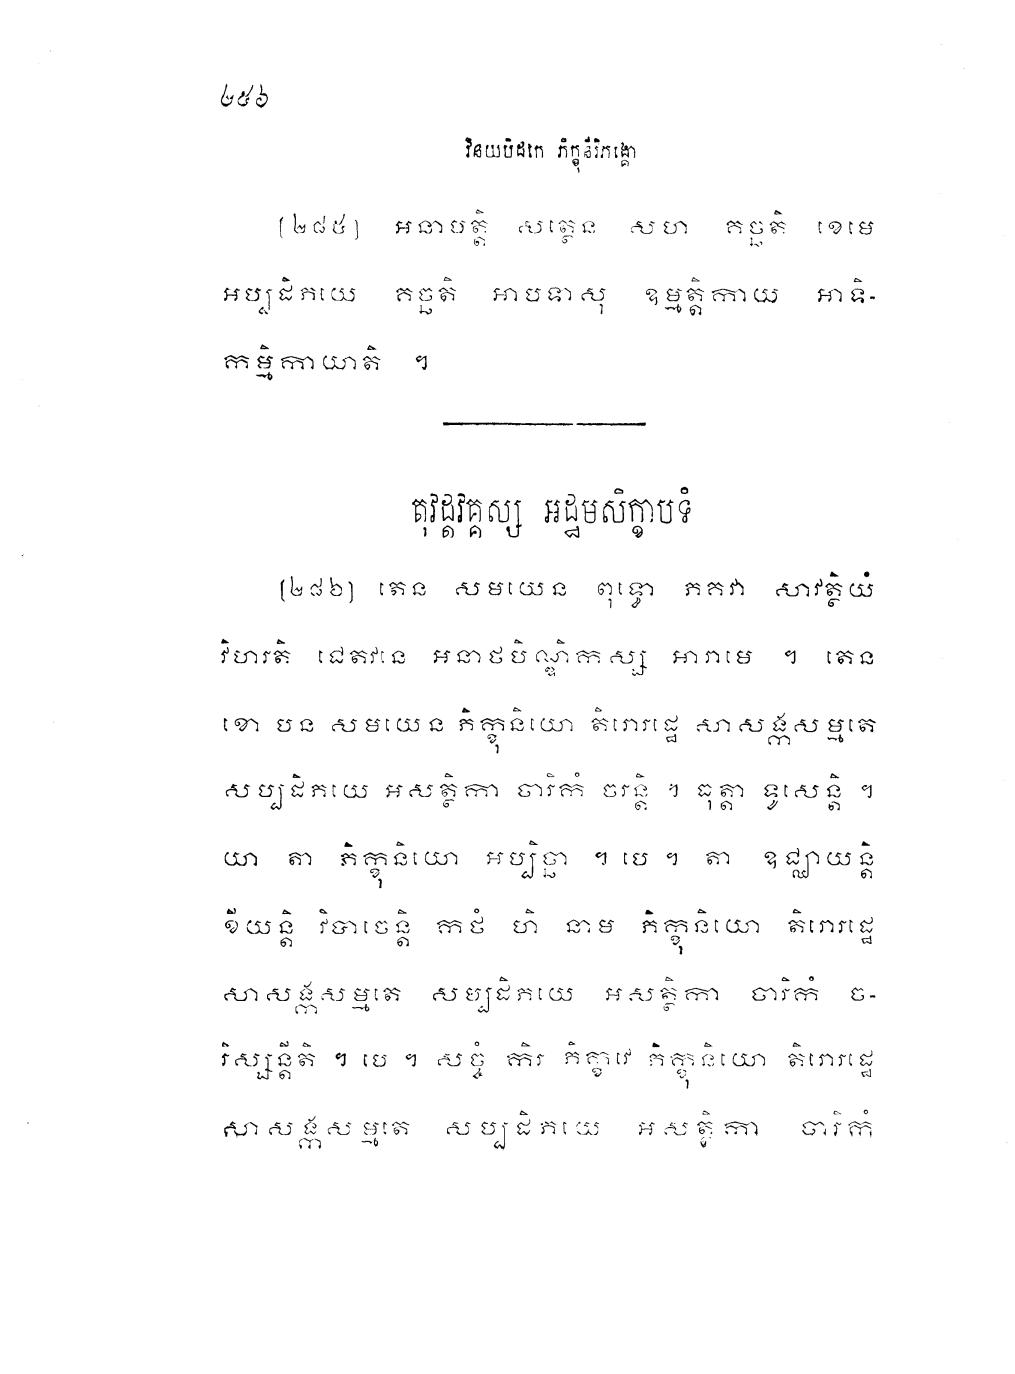 ២៥៦
វិនយបិដកេ ភិក្ខុនីវិភង្គោ
(២៨៥) អនាបត្តិ សត្ថេន សហ គច្ឆតិ ខេមេ
អប្បដិភយេ គច្ឆតិ អាបទាសុ ឧម្មត្តិកាយ អាទិ-
កម្មិកាយាតិ ។
តុវដ្តវគ្គស្ស អដ្ឋមសិក្ខាបទំ
(២៨៦) តេន សមយេន ពុទ្ធោ ភគវា សាវត្ថិយំ
វិហរតិ ជេតវនេ អនាថបិណ្ឌិកស្ស អារាមេ ។ តេន
ខោ បន សមយេន ភិក្ខុនិយោ តិរោរដ្ឋេ សាសង្កសម្មតេ
សប្បដិភយេ អសត្ថិកា ចារិកំ ចរន្តិ ។ ធុត្តា ទូសេន្តិ ។
យា តា ភិក្ខុនិយោ អប្បិច្ឆា ។ បេ ។ តា ឧជ្ឈាយន្តិ
ខីយន្តិ វិបាចេន្តិ កថំ ហិ នាម ភិក្ខុនិយោ តិរោរដ្ឋេ
សាសង្កសម្មតេ សប្បដិភយេ អសត្ថិកា ចារិកំ ច-
រិស្សន្តីតិ ។ បេ ។ សច្ចំ កិរ ភិក្ខវេ ភិក្ខុនិយោ តិរោរដ្ឋេ
សាសង្កសម្មតេ សប្បដិភយេ អសត្ថិកា ចារិកំ